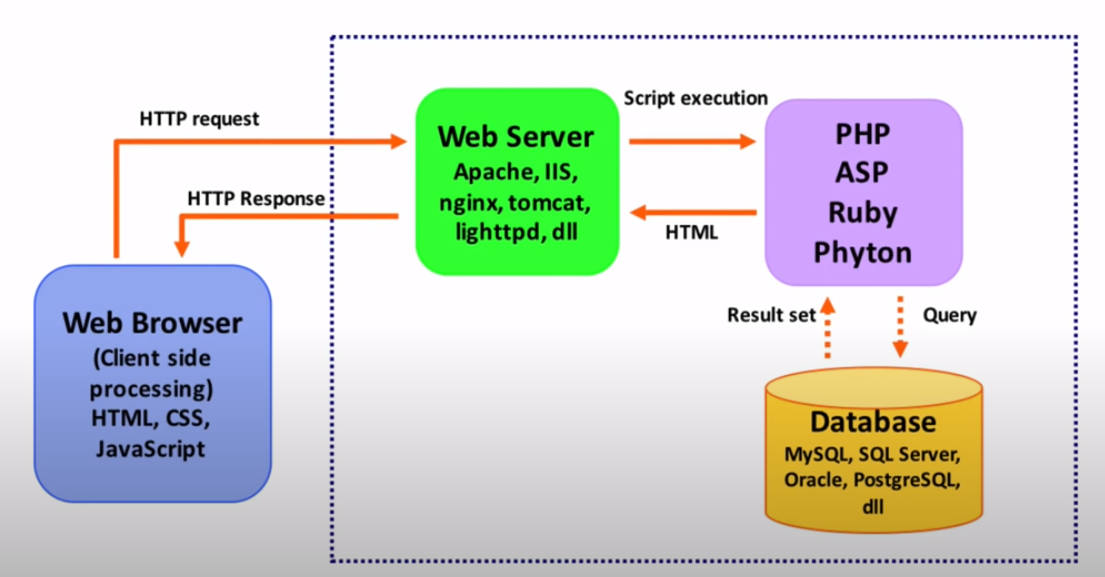 HTTP request
HTTP Response
Web Browser
(Client side
processing)
HTML, CSS,
JavaScript
Web Server
Apache, IIS,
nginx, tomcat,
lighttpd, dll
Script execution
HTML
PHP
ASP
Ruby
Phyton
Result set
Query
Database
MySQL, SQL Server,
Oracle, PostgreSQL,
dll